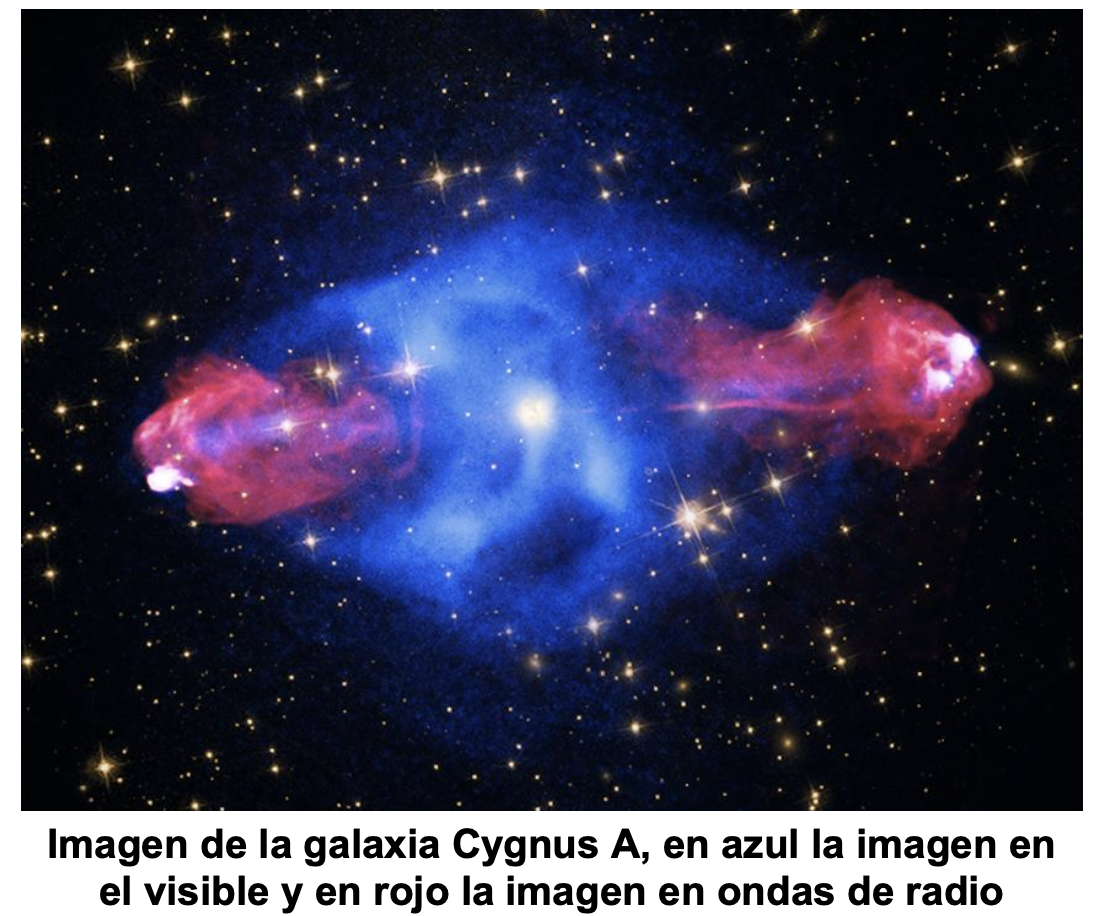 Imagen de la galaxia Cygnus A, en azul la imagen en
el visible y en rojo la imagen en ondas de radio